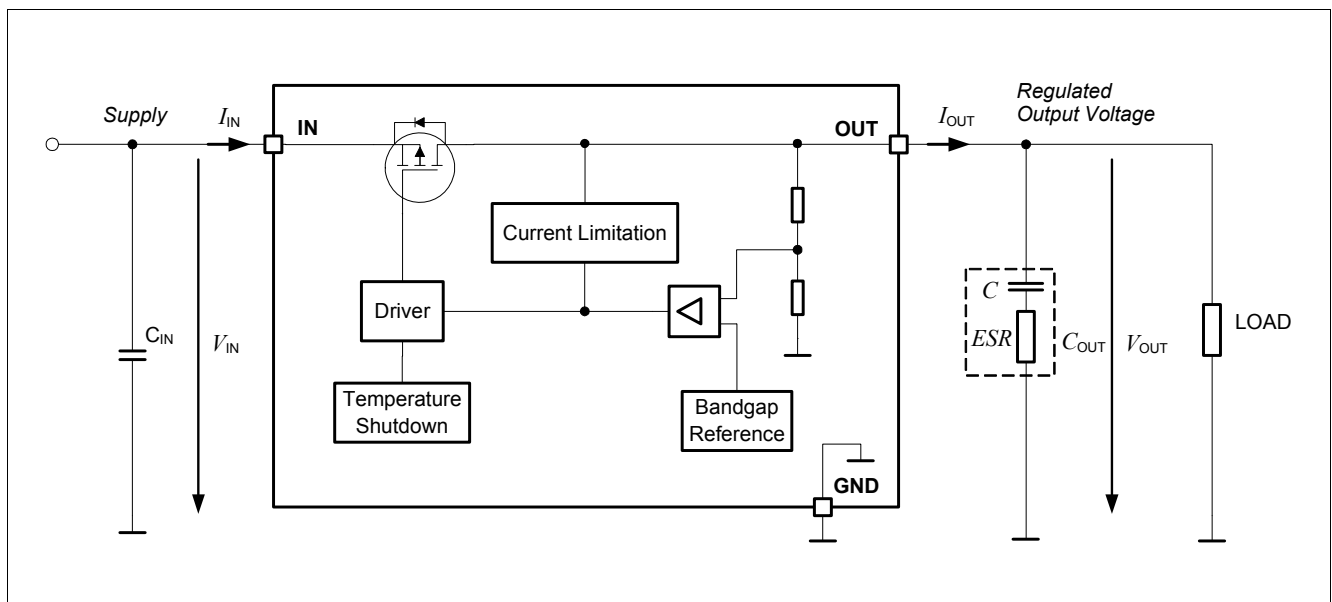 Supply
I_IN
IN
OUT
I_OUT
Regulated
Output Voltage
Current Limitation
Driver
C_IN
V_IN
Temperature
Shutdown
Bandgap
Reference
GND
C
ESR
C_OUT
V_OUT
LOAD